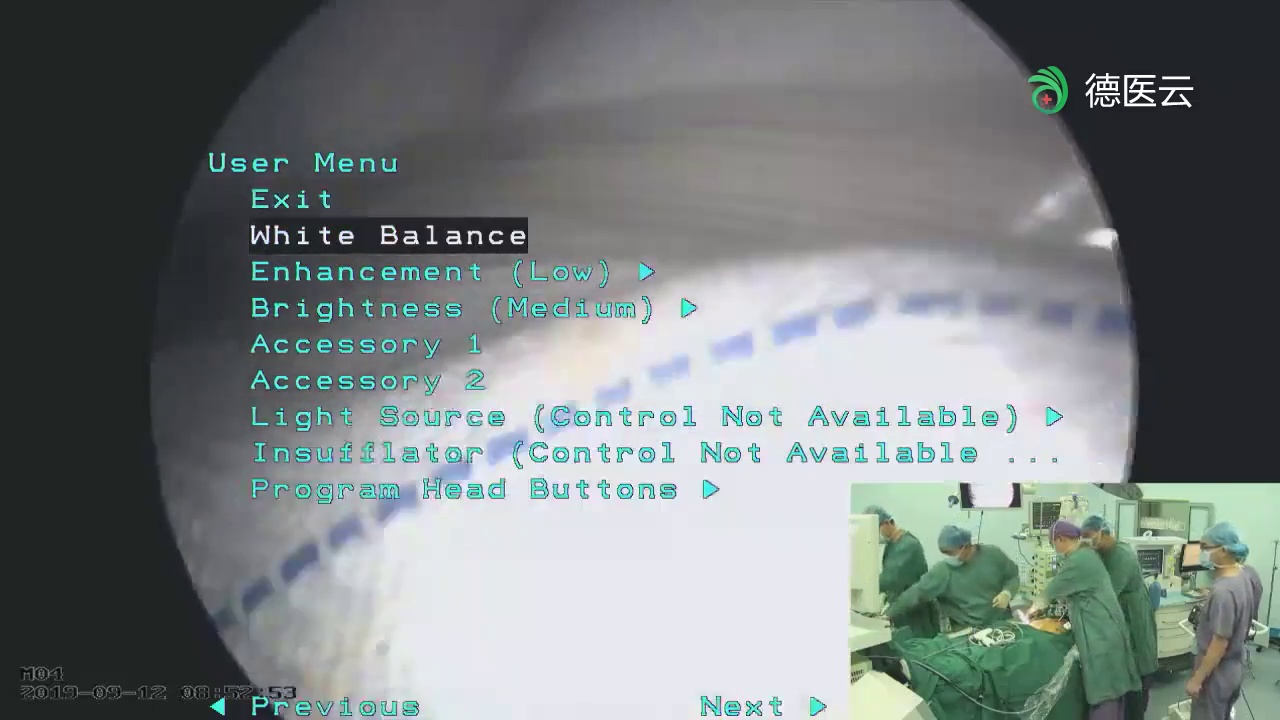 德医云
User Menu
Exit
White Balance
Enhancement (Low) ▶
Brightness (Medium) ▶
Accessory 1
Accessory 2
Light Source (Control Not Available) ▶
Insufflator (Control Not Available ...
Program Head Buttons ▶
M04
2019-09-12 08:52:53
◀ Previous
Next ▶